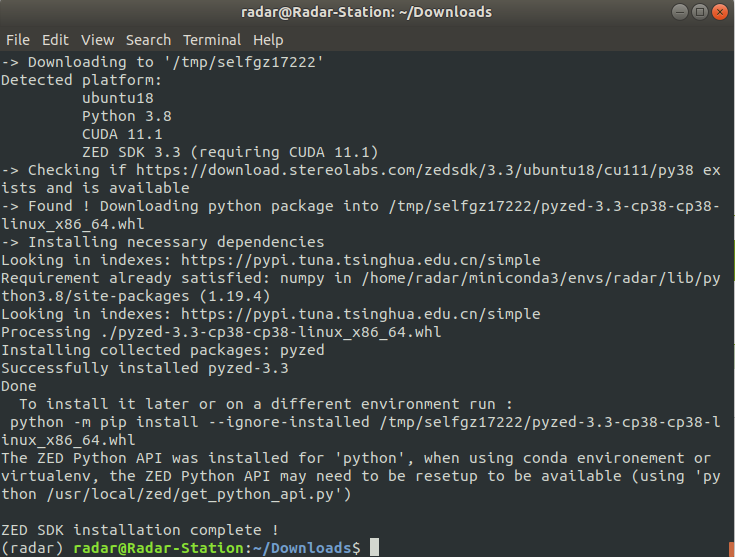 radar@Radar-Station: ~/Downloads
File Edit View Search Terminal Help
-> Downloading to '/tmp/selfgz17222'
Detected platform:
ubuntu18
Python 3.8
CUDA 11.1
ZED SDK 3.3 (requiring CUDA 11.1)
-> Checking if https://download.stereolabs.com/zedsdk/3.3/ubuntu18/cu111/py38 ex
ists and is available
-> Found ! Downloading python package into /tmp/selfgz17222/pyzed-3.3-cp38-cp38-
linux_x86_64.whl
-> Installing necessary dependencies
Looking in indexes: https://pypi.tuna.tsinghua.edu.cn/simple
Requirement already satisfied: numpy in /home/radar/miniconda3/envs/radar/lib/py
thon3.8/site-packages (1.19.4)
Looking in indexes: https://pypi.tuna.tsinghua.edu.cn/simple
Processing ./pyzed-3.3-cp38-cp38-linux_x86_64.whl
Installing collected packages: pyzed
Successfully installed pyzed-3.3
Done
To install it later or on a different environment run :
python -m pip install --ignore-installed /tmp/selfgz17222/pyzed-3.3-cp38-cp38-l
inux_x86_64.whl
The ZED Python API was installed for 'python', when using conda environement or
virtualenv, the ZED Python API may need to be resetup to be available (using 'py
thon /usr/local/zed/get_python_api.py')
ZED SDK installation complete !
(radar) radar@Radar-Station:~/Downloads$